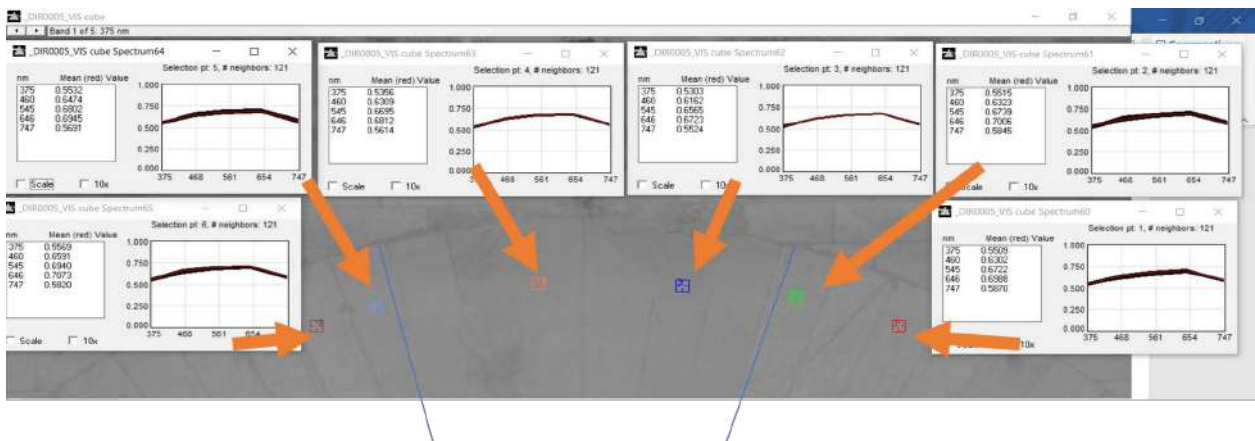 _DIR0005_VIS cube
Band 1 of 5: 375 nm
_DIR0005_VIS cube Spectrum64
Selection pt: 5, # neighbors: 121
nm Mean (red) Value
375 0.5532
460 0.6474
545 0.6802
646 0.6945
747 0.5691
1.000
0.750
0.500
0.250
0.000
375 468 561 654 747
Scale 10x
_DIR0005_VIS cube Spectrum63
Selection pt: 4, # neighbors: 121
nm Mean (red) Value
375 0.5356
460 0.6309
545 0.6695
646 0.6812
747 0.5614
1.000
0.750
0.500
0.250
0.000
375 468 561 654 747
Scale 10x
_DIR0005_VIS cube Spectrum62
Selection pt: 3, # neighbors: 121
nm Mean (red) Value
375 0.5303
460 0.6162
545 0.6565
646 0.6723
747 0.5524
1.000
0.750
0.500
0.250
0.000
375 468 561 654 747
Scale
_DIR0005_VIS cube Spectrum61
Selection pt: 2, # neighbors: 121
nm Mean (red) Value
375 0.5515
460 0.6323
545 0.6739
646 0.7006
747 0.5845
1.000
0.750
0.500
0.250
0.000
375 468 561 654 747
Scale 10x
_DIR0005_VIS cube Spectrum65
Selection pt: 6, # neighbors: 121
nm Mean (red) Value
375 0.5569
460 0.6591
545 0.6940
646 0.7073
747 0.5820
1.000
0.750
0.500
0.250
0.000
375 468 561 654 747
Scale 10x
_DIR0005_VIS cube Spectrum60
Selection pt: 1, # neighbors: 121
nm Mean (red) Value
375 0.5509
460 0.6302
545 0.6722
646 0.6988
747 0.5870
1.000
0.750
0.500
0.250
0.000
375 468 561 654 747
10x